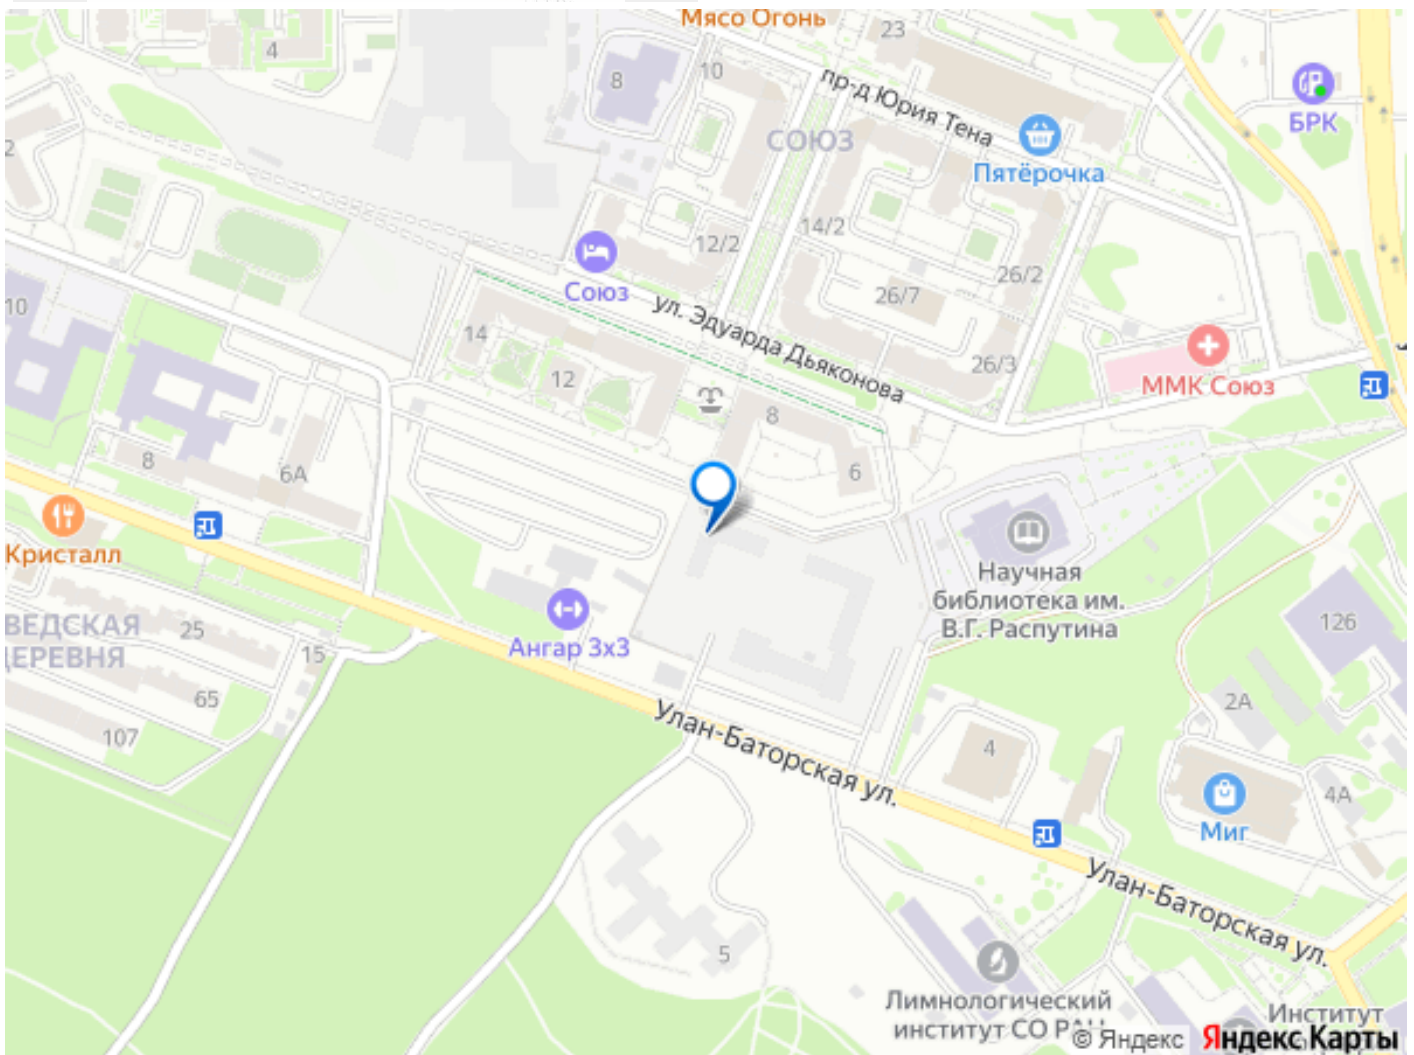 Мясо Огонь
23
4
8
10
пр-д Юрия Тена
БРК
СОЮЗ
Пятёрочка
2
12/2
14/2
26/2
Союз
26/7
10
ул. Эдуарда Дьяконова
14
26/3
12
ММК Союз
8
8
6А
6
Кристалл
Научная
библиотека им.
В.Г. Распутина
Ангар 3х3
ВЕДСКАЯ
ДЕРЕВНЯ
25
15
126
65
2А
107
Улан-Баторская ул.
4
4А
Миг
Улан-Баторская ул.
5
Лимнологический
институт СО РАН
Институт
© Яндекс
Яндекс Карты